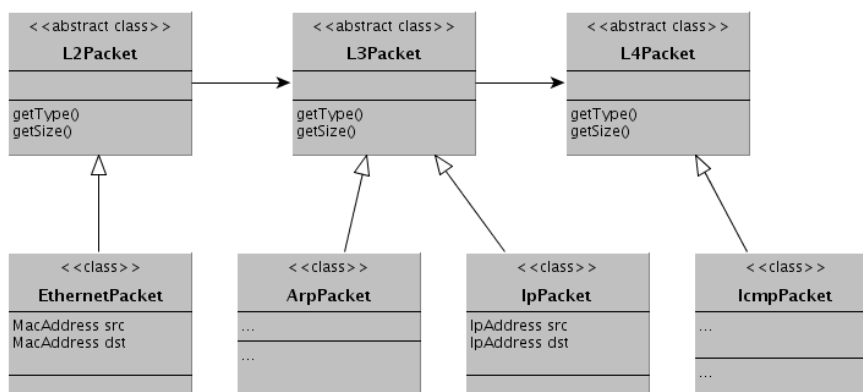 <<abstract class>>
L2Packet
getType()
getSize()
<<abstract class>>
L3Packet
getType()
getSize()
<<abstract class>>
L4Packet
getType()
getSize()
<<class>>
EthernetPacket
MacAddress src
MacAddress dst
<<class>>
ArpPacket
...
...
<<class>>
IpPacket
IpAddress src
IpAddress dst
<<class>>
IcmpPacket
...
...